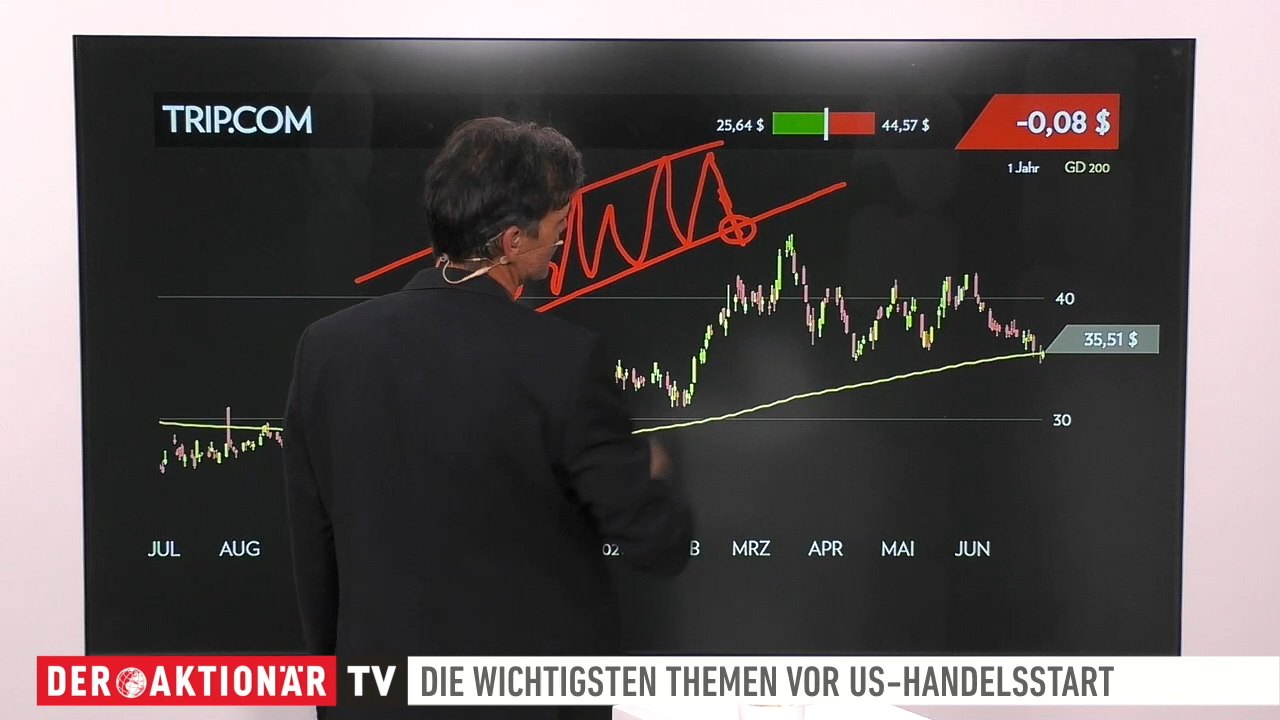 TRIP.COM
25,64 $ 44,57 $ -0,08 $
1 Jahr GD 200
40
35,51 $
30
JUL AUG MRZ APR MAI JUN
DER AKTIONÄR TV DIE WICHTIGSTEN THEMEN VOR US-HANDELSSTART